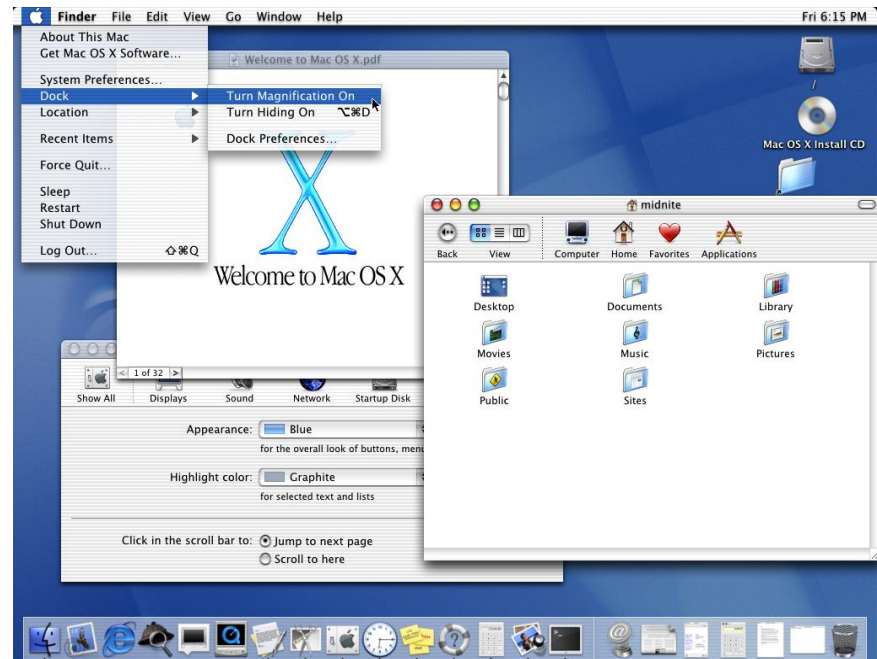 Finder File Edit View Go Window Help Fri 6:15 PM
About This Mac
Get Mac OS X Software...
System Preferences...
Dock
Location
Recent Items
Force Quit...
Sleep
Restart
Shut Down
Log Out... ⇧⌘Q
Turn Magnification On
Turn Hiding On ⌥⌘D
Dock Preferences...
Welcome to Mac OS X.pdf
X
Welcome to Mac OS X
1 of 32
/
Mac OS X Install CD
midnite
Back View Computer Home Favorites Applications
Desktop Documents Library
Movies Music Pictures
Public Sites
Show All Displays Sound Network Startup Disk
Appearance: Blue
for the overall look of buttons, menu
Highlight color: Graphite
for selected text and lists
Click in the scroll bar to: Jump to next page
Scroll to here